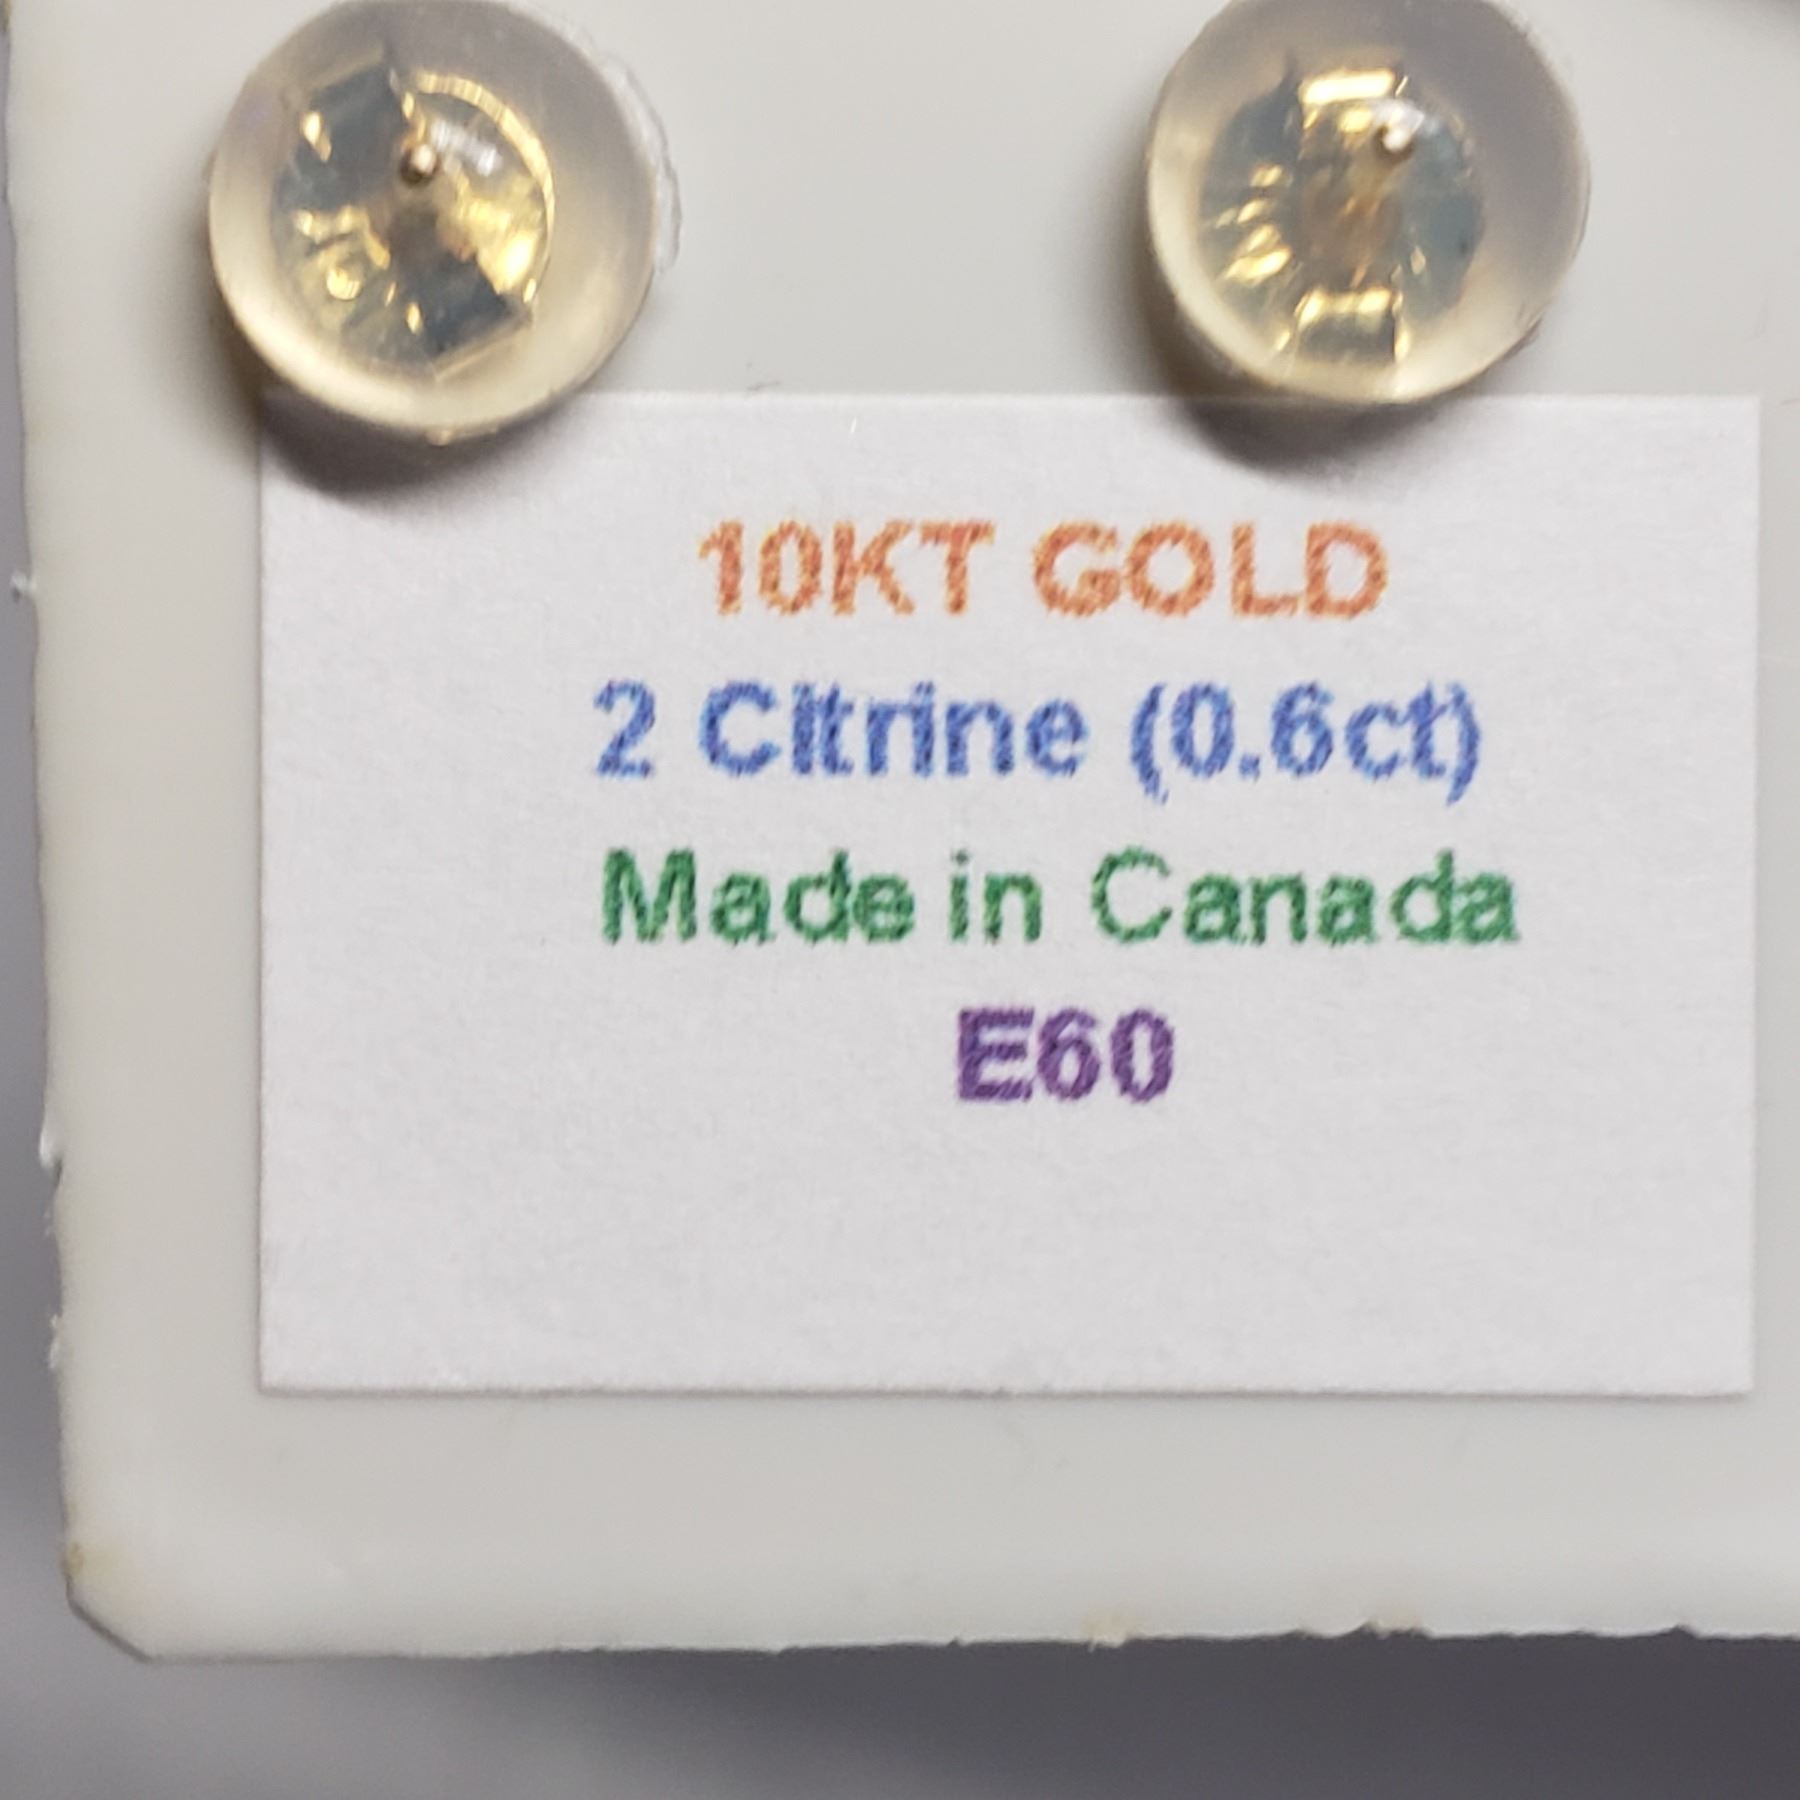 10KT GOLD
2 Citrine (0.6ct)
Made in Canada
E60